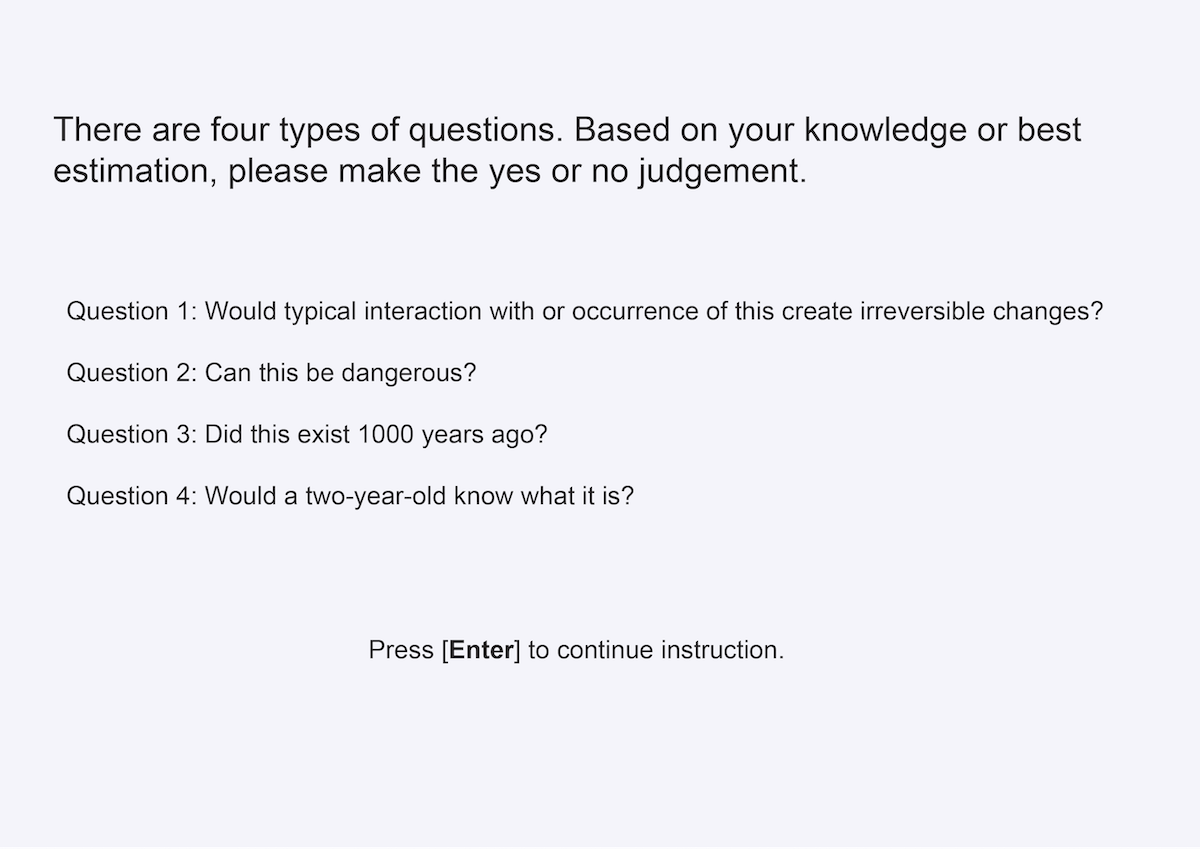 There are four types of questions. Based on your knowledge or best
estimation, please make the yes or no judgement.
Question 1: Would typical interaction with or occurrence of this create irreversible changes?
Question 2: Can this be dangerous?
Question 3: Did this exist 1000 years ago?
Question 4: Would a two-year-old know what it is?
Press [Enter] to continue instruction.